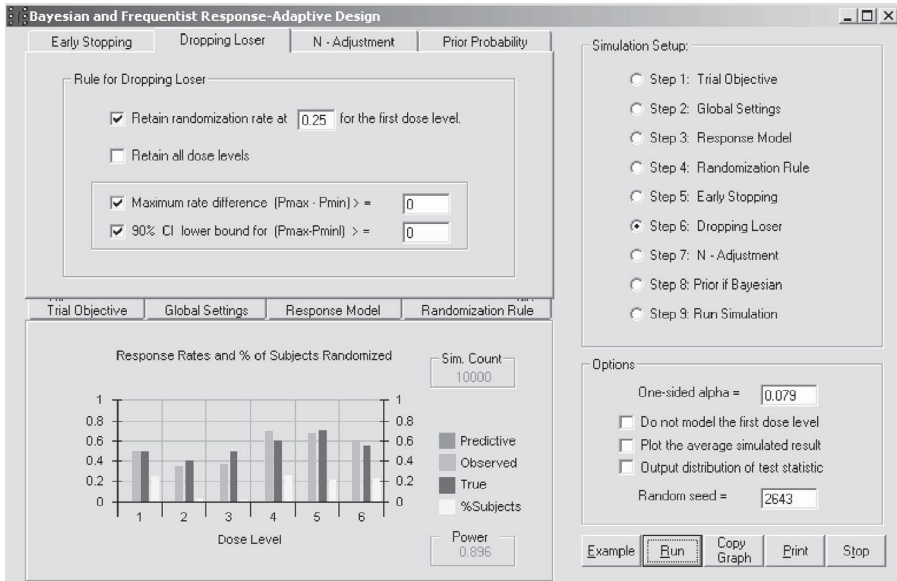 Bayesian and Frequentist Response-Adaptive Design
Early Stopping
Dropping Loser
N - Adjustment
Prior Probability
Rule for Dropping Loser
Retain randomization rate at 0.25 for the first dose level.
Retain all dose levels
Maximum rate difference (Pmax - Pmin) > = 0
90% CI lower bound for (Pmax-Pminl) > = 0
Trial Objective
Global Settings
Response Model
Randomization Rule
Response Rates and % of Subjects Randomized
Sim. Count
10000
1 1
0.8 0.8
0.6 0.6
0.4 0.4
0.2 0.2
0 0
1 2 3 4 5 6
Dose Level
Predictive
Observed
True
%Subjects
Power
0.896
Simulation Setup:
Step 1: Trial Objective
Step 2: Global Settings
Step 3: Response Model
Step 4: Randomization Rule
Step 5: Early Stopping
Step 6: Dropping Loser
Step 7: N - Adjustment
Step 8: Prior if Bayesian
Step 9: Run Simulation
Options
One-sided alpha = 0.079
Do not model the first dose level
Plot the average simulated result
Output distribution of test statistic
Random seed = 2643
Example
Run
Copy
Graph
Print
Stop